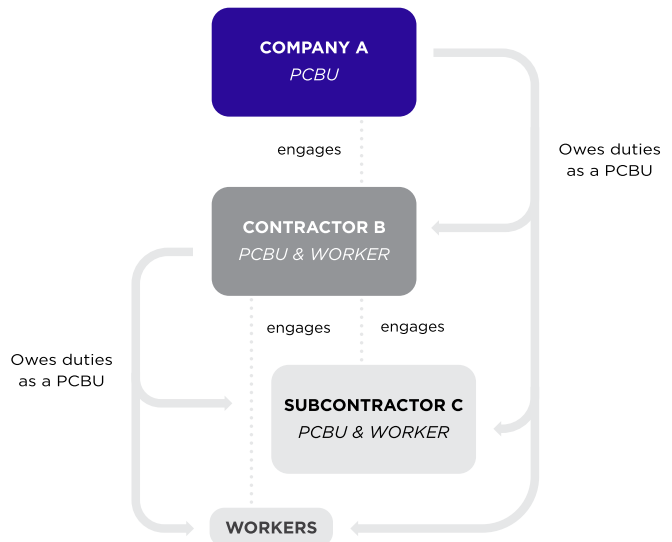 COMPANY A
PCBU
engages
Owes duties
as a PCBU
CONTRACTOR B
PCBU & WORKER
engages
engages
Owes duties
as a PCBU
SUBCONTRACTOR C
PCBU & WORKER
WORKERS